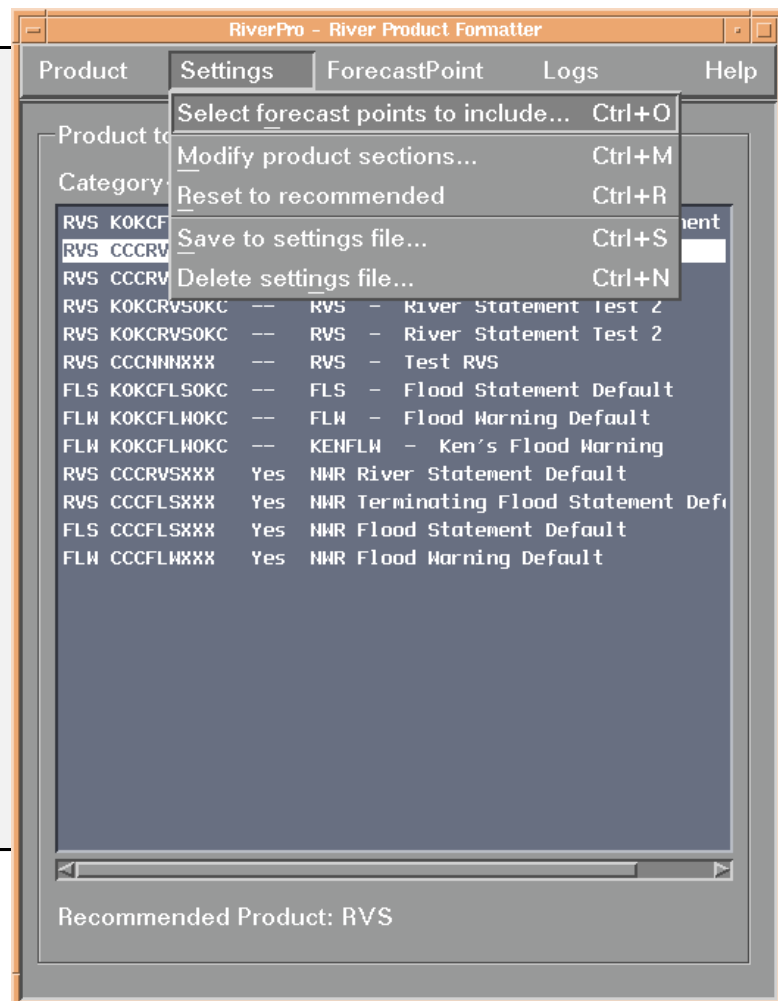 RiverPro - River Product Formatter
Product Settings ForecastPoint Logs Help
Select forecast points to include... Ctrl+O
Product to
Modify product sections... Ctrl+M
Category
Reset to recommended Ctrl+R
RVS KOKCF ment
Save to settings file... Ctrl+S
RVS CCCRV
RVS CCCRV
Delete settings file... Ctrl+N
RVS KOKCRVSOKC -- RVS - River Statement Test 2
RVS KOKCRVSOKC -- RVS - River Statement Test 2
RVS CCCNNNXXX -- RVS - Test RVS
FLS KOKCFLSOKC -- FLS - Flood Statement Default
FLW KOKCFLWOKC -- FLW - Flood Warning Default
FLW KOKCFLWOKC -- KENFLW - Ken's Flood Warning
RVS CCCRVSXXX Yes NWR River Statement Default
RVS CCCFLSXXX Yes NWR Terminating Flood Statement Def
FLS CCCFLSXXX Yes NWR Flood Statement Default
FLW CCCFLWXXX Yes NWR Flood Warning Default
Recommended Product: RVS